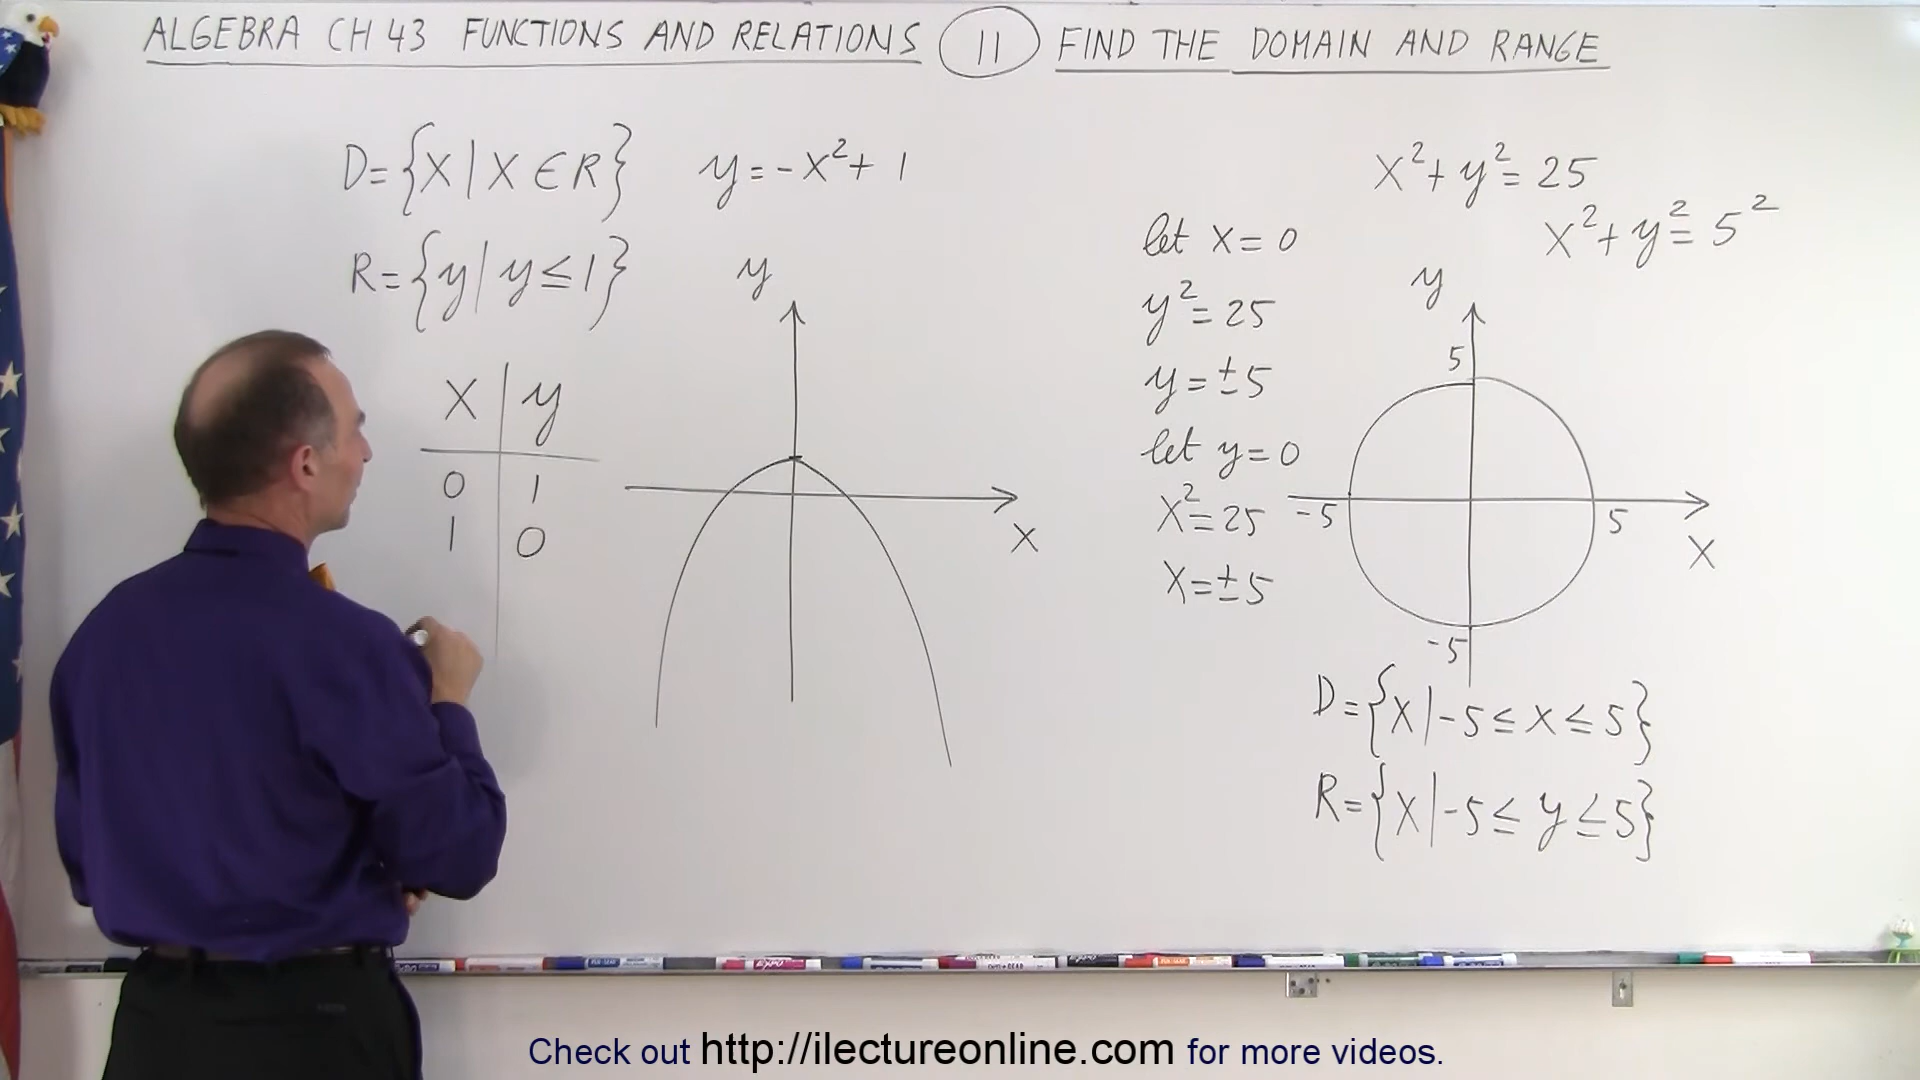 ALGEBRA CH 43 FUNCTIONS AND RELATIONS 11 FIND THE DOMAIN AND RANGE
D={X|X∈R} y=-X²+1
R={y|y≤1}
X|y
0|1
1|0
y
X
X²+y²=25
X²+y²=5²
let X=0
y²=25
y=±5
let y=0
X²=25
X=±5
y
5
-5
5
X
-5
D={X|-5≤X≤5}
R={X|-5≤y≤5}
EXPO
Check out http://ilectureonline.com for more videos.